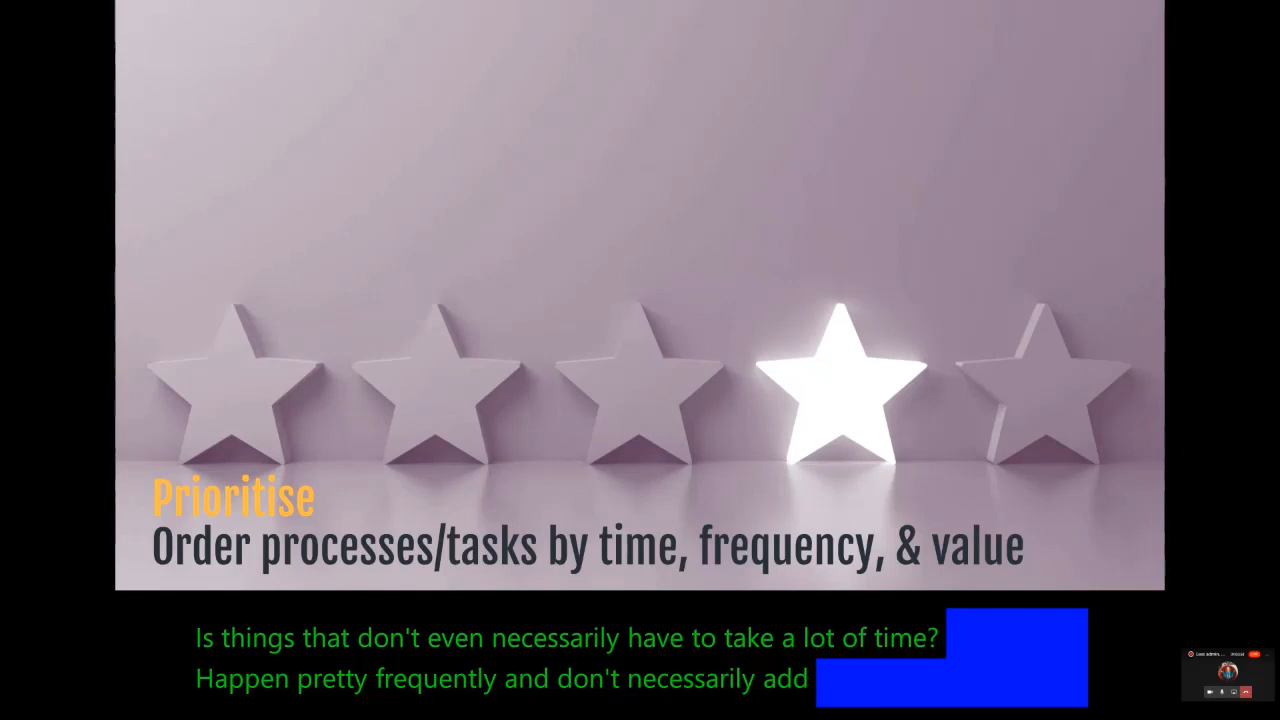 Prioritise
Order processes/tasks by time, frequency, & value
Is things that don't even necessarily have to take a lot of time?
Happen pretty frequently and don't necessarily add